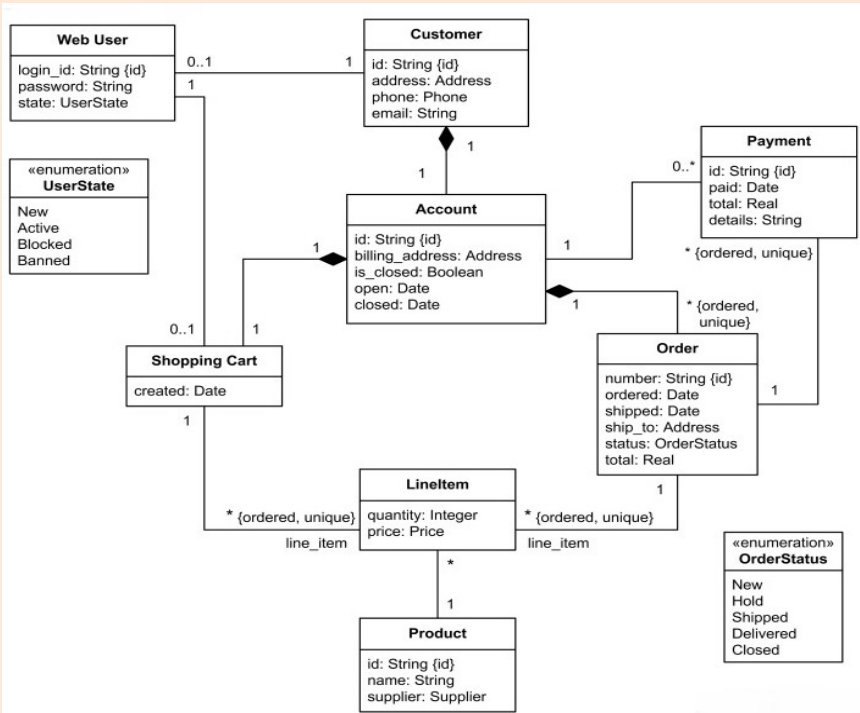 Web User
login_id: String {id}
password: String
state: UserState
0..1
1
1
Customer
id: String {id}
address: Address
phone: Phone
email: String
1
1
«enumeration»
UserState
New
Active
Blocked
Banned
Payment
id: String {id}
paid: Date
total: Real
details: String
0..*
* {ordered, unique}
Account
id: String {id}
billing_address: Address
is_closed: Boolean
open: Date
closed: Date
1
1
1
* {ordered,
unique}
0..1
1
Shopping Cart
created: Date
1
Order
number: String {id}
ordered: Date
shipped: Date
ship_to: Address
status: OrderStatus
total: Real
1
1
LineItem
quantity: Integer
price: Price
* {ordered, unique}
line_item
* {ordered, unique}
line_item
*
1
Product
id: String {id}
name: String
supplier: Supplier
«enumeration»
OrderStatus
New
Hold
Shipped
Delivered
Closed